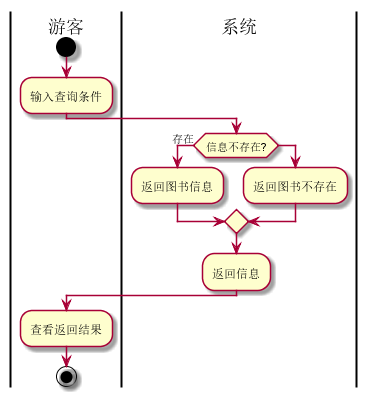 游客
系统
输入查询条件
信息不存在?
存在
返回图书信息
返回图书不存在
返回信息
查看返回结果